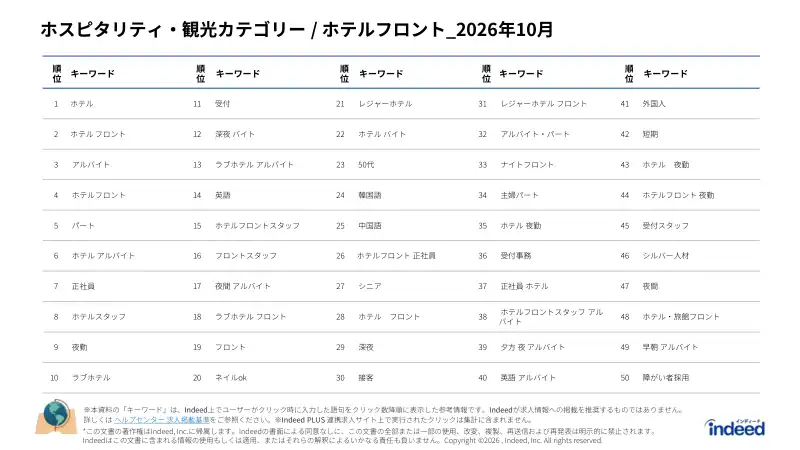 ホスピタリティ・観光カテゴリー / ホテルフロント_2026年10月
順位 キーワード 順位 キーワード 順位 キーワード 順位 キーワード 順位 キーワード
1 ホテル 11 受付 21 レジャーホテル 31 レジャーホテル フロント 41 外国人
2 ホテル フロント 12 深夜 バイト 22 ホテル バイト 32 アルバイト・パート 42 短期
3 アルバイト 13 ラブホテル アルバイト 23 50代 33 ナイトフロント 43 ホテル　夜勤
4 ホテルフロント 14 英語 24 韓国語 34 主婦パート 44 ホテルフロント 夜勤
5 パート 15 ホテルフロントスタッフ 25 中国語 35 ホテル 夜勤 45 受付スタッフ
6 ホテル アルバイト 16 フロントスタッフ 26 ホテルフロント 正社員 36 受付事務 46 シルバー人材
7 正社員 17 夜間 アルバイト 27 シニア 37 正社員 ホテル 47 夜間
8 ホテルスタッフ 18 ラブホテル フロント 28 ホテル　フロント 38 ホテルフロントスタッフ アルバイト 48 ホテル・旅館フロント
9 夜勤 19 フロント 29 深夜 39 夕方 夜 アルバイト 49 早朝 アルバイト
10 ラブホテル 20 ネイルok 30 接客 40 英語 アルバイト 50 障がい者採用
※本資料の「キーワード」は、Indeed上でユーザーがクリック時に入力した語句をクリック数降順に表示した参考情報です。Indeedが求人情報への掲載を推奨するものではありません。
詳しくは ヘルプセンター 求人掲載基準をご参照ください。※Indeed PLUS 連携求人サイト上で実行されたクリックは集計に含まれません。
*この文書の著作権はIndeed, Inc.に帰属します。Indeedの書面による同意なしに、この文書の全部または一部の使用、改変、複製、再送信および再発表は明示的に禁止されます。
Indeedはこの文書に含まれる情報の使用もしくは適用、またはそれらの解釈よるいかなる責任も負いません。Copyright ©2026 , Indeed, Inc. All rights reserved.
インディード
indeed